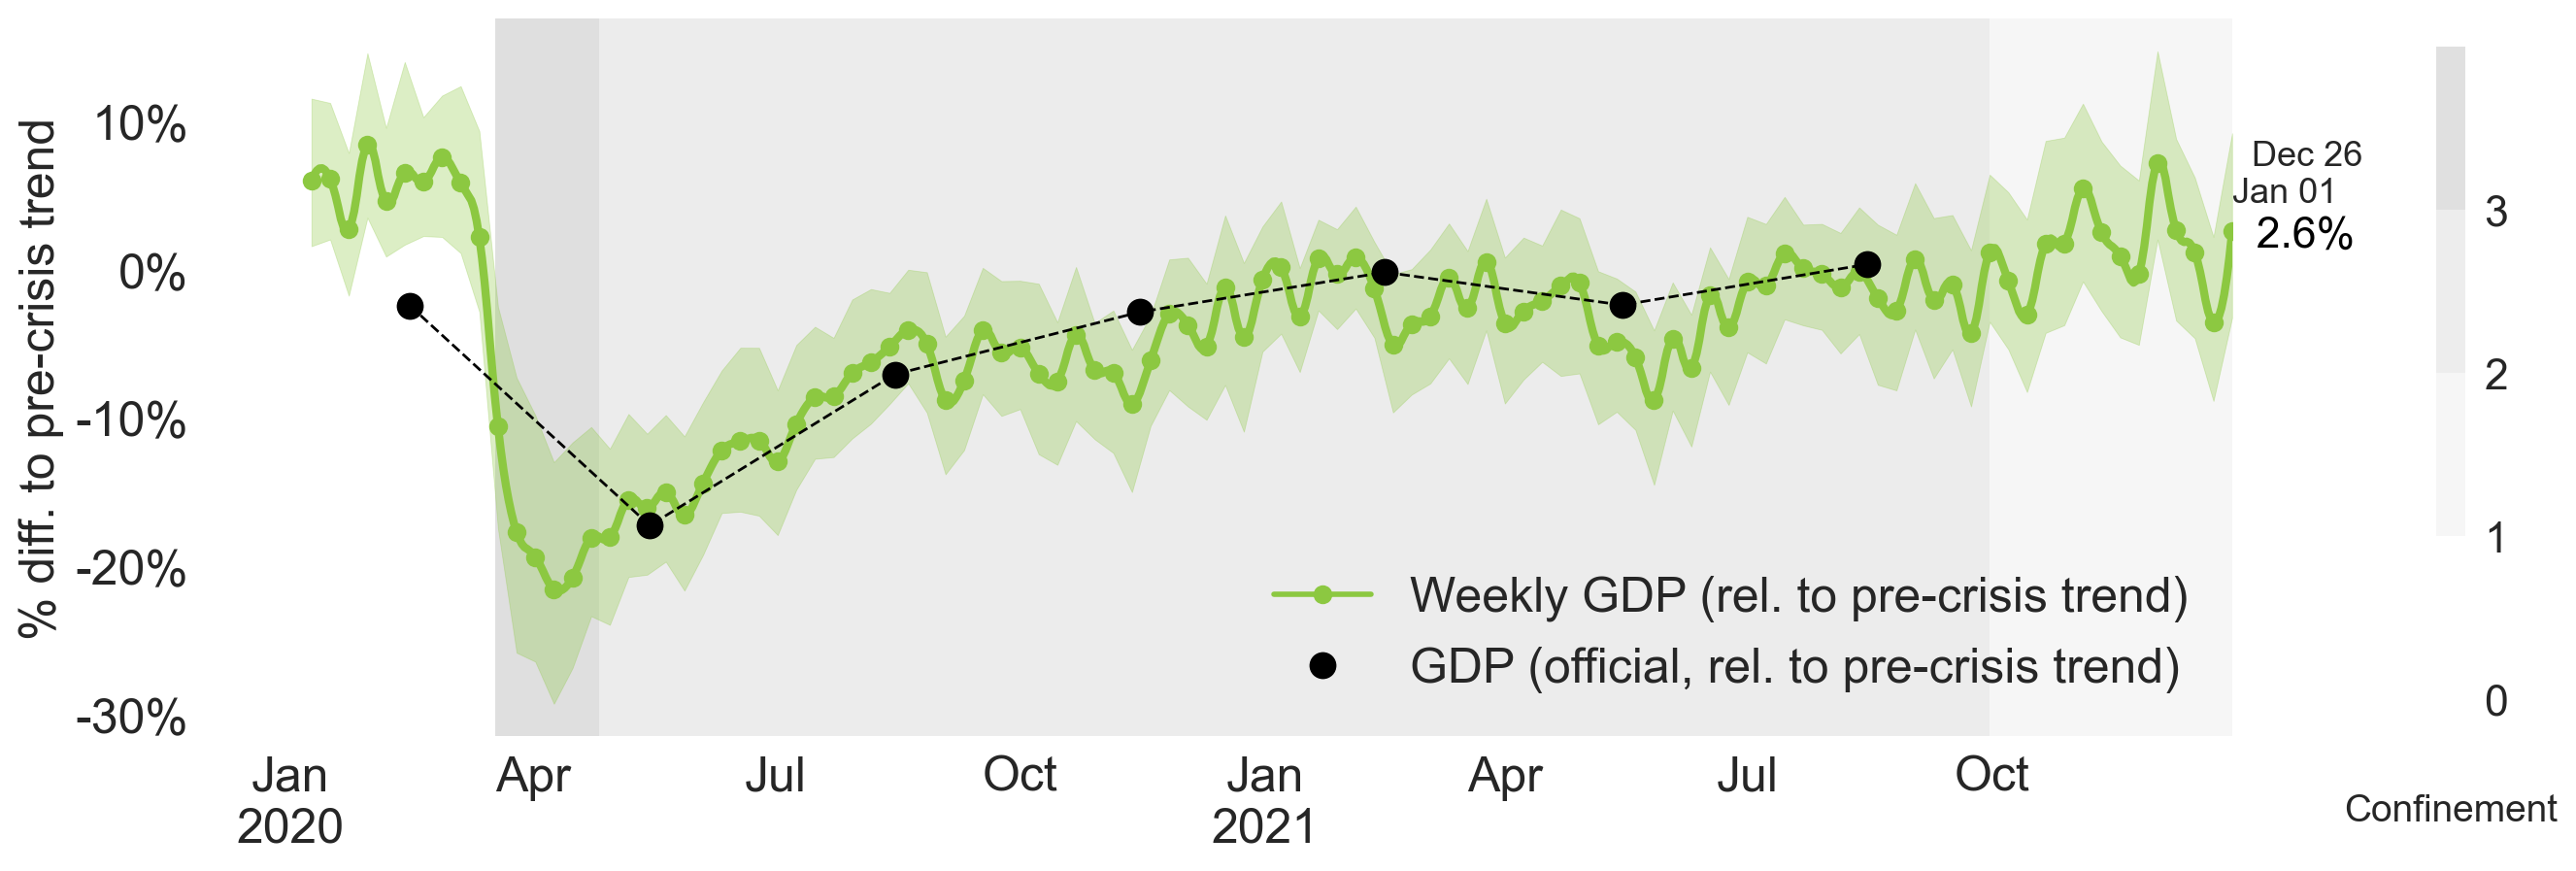 % diff. to pre-crisis trend
10%
0%
-10%
-20%
-30%
Jan
2020
Apr
Jul
Oct
Jan
2021
Apr
Jul
Oct
Dec 26
Jan 01
2.6%
Weekly GDP (rel. to pre-crisis trend)
GDP (official, rel. to pre-crisis trend)
3
2
1
0
Confinement